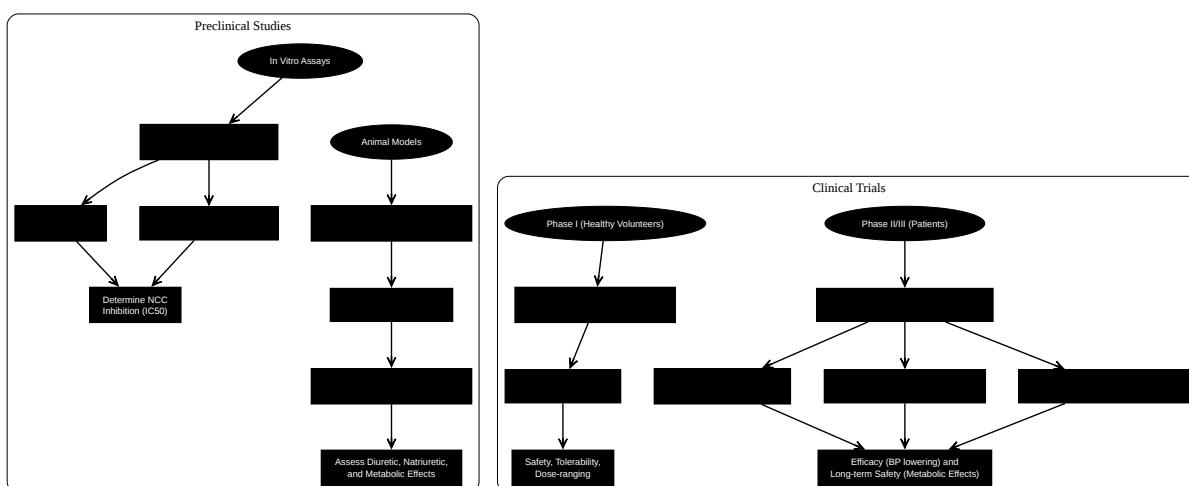 Preclinical Studies
In Vitro Assays
Animal Models
Determine NCC
Inhibition (IC50)
Assess Diuretic, Natriuretic,
and Metabolic Effects
Clinical Trials
Phase I (Healthy Volunteers)
Phase II/III (Patients)
Safety, Tolerability,
Dose-ranging
Efficacy (BP lowering) and
Long-term Safety (Metabolic Effects)